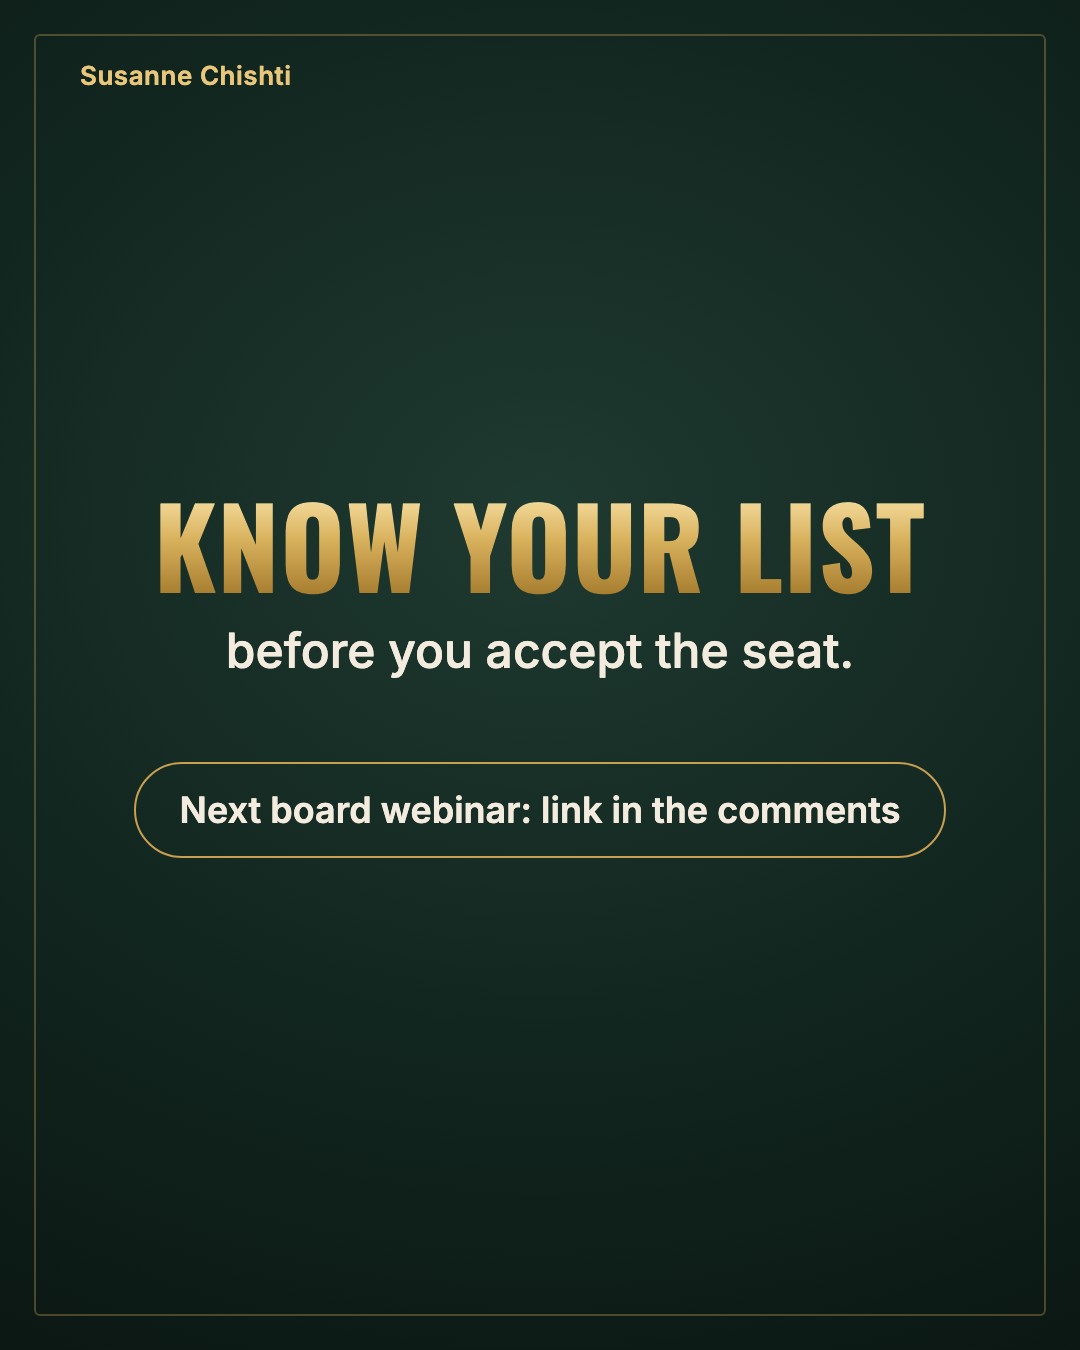 Susanne Chishti
KNOW YOUR LIST
before you accept the seat.
Next board webinar: link in the comments